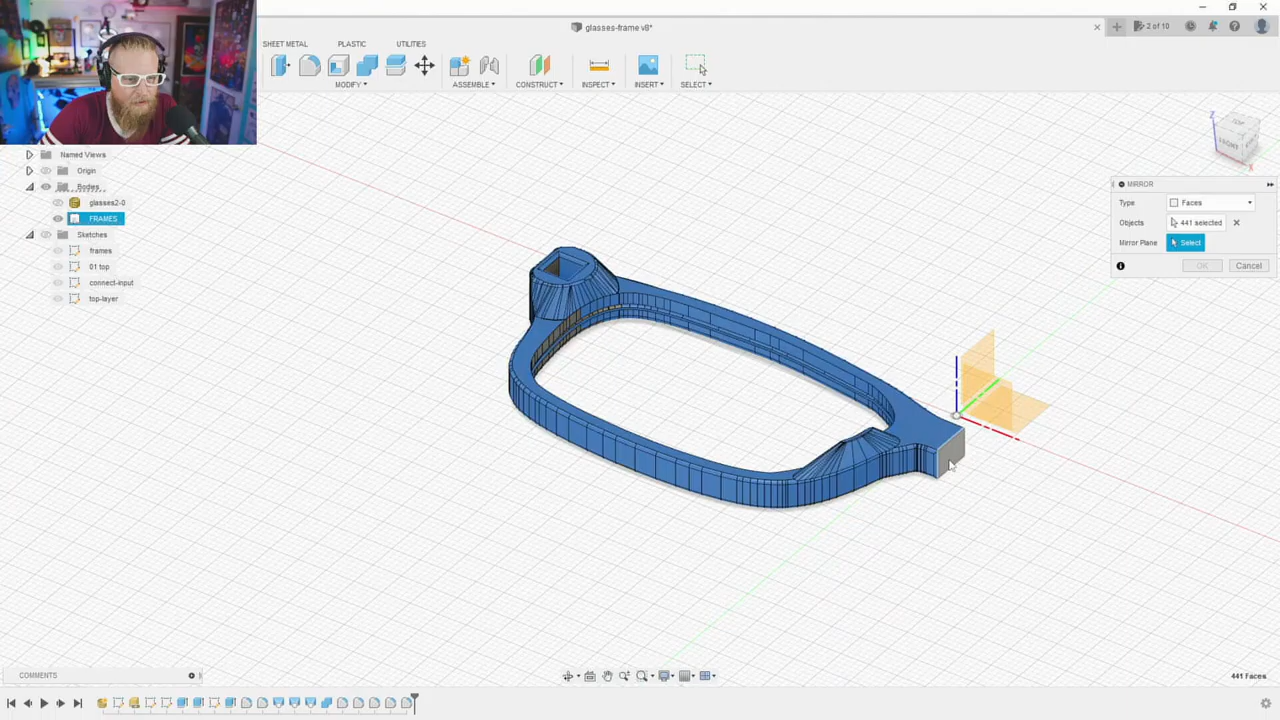 glasses-frame v8*
2 of 10
SHEET METAL PLASTIC UTILITIES
MODIFY ASSEMBLE CONSTRUCT INSPECT INSERT SELECT
Named Views
Origin
Bodies
glasses2-0
FRAMES
Sketches
frames
01 top
connect-input
top-layer
TOP
FRONT
Z
X
MIRROR
Type Faces
Objects 441 selected
Mirror Plane Select
OK Cancel
COMMENTS
441 Faces